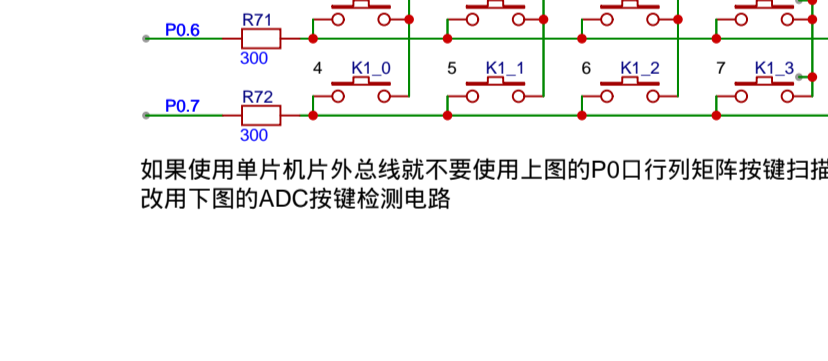 R71
P0.6
300
4 K1_0 5 K1_1 6 K1_2 7 K1_3
R72
P0.7
300
如果使用单片机片外总线就不要使用上图的P0口行列矩阵按键扫描
改用下图的ADC按键检测电路